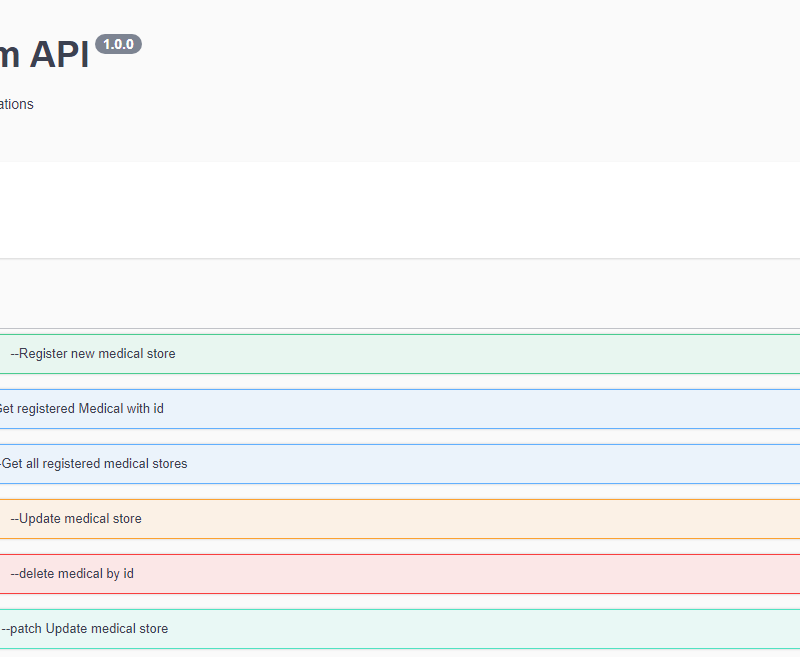 m API 1.0.0
ations
--Register new medical store
Get registered Medical with id
-Get all registered medical stores
--Update medical store
--delete medical by id
--patch Update medical store